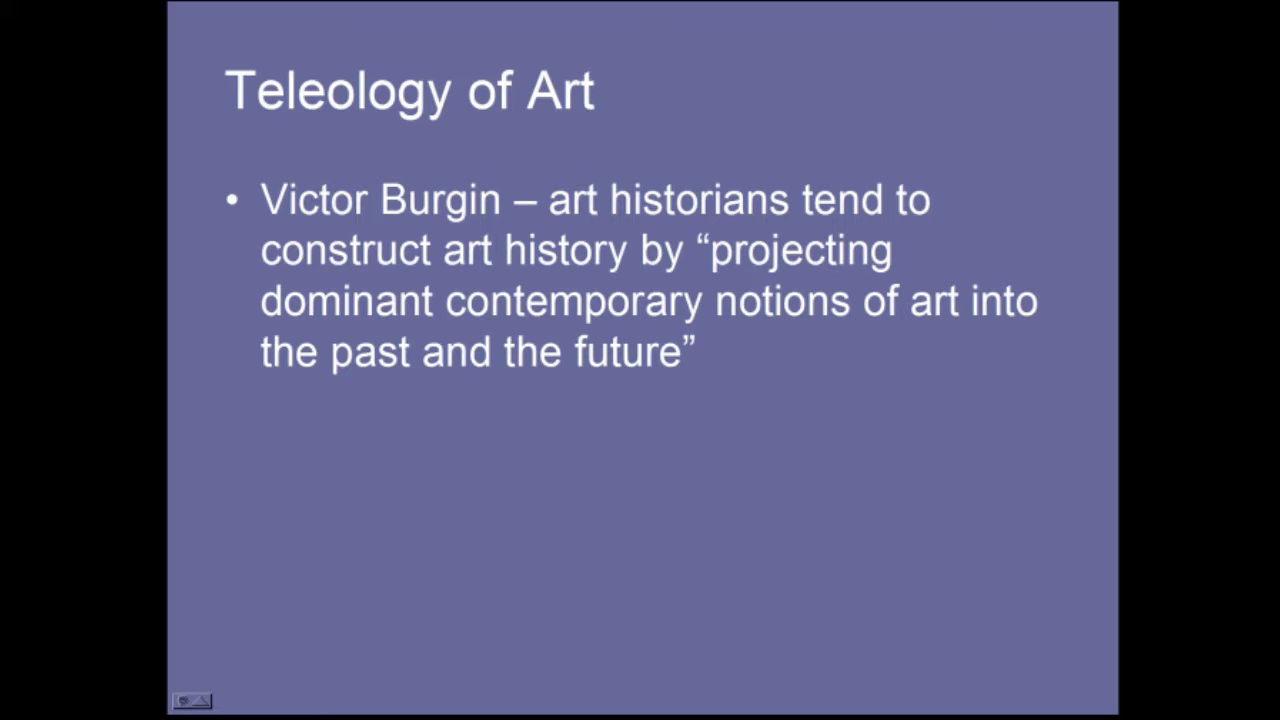 Teleology of Art
• Victor Burgin – art historians tend to
construct art history by “projecting
dominant contemporary notions of art into
the past and the future”